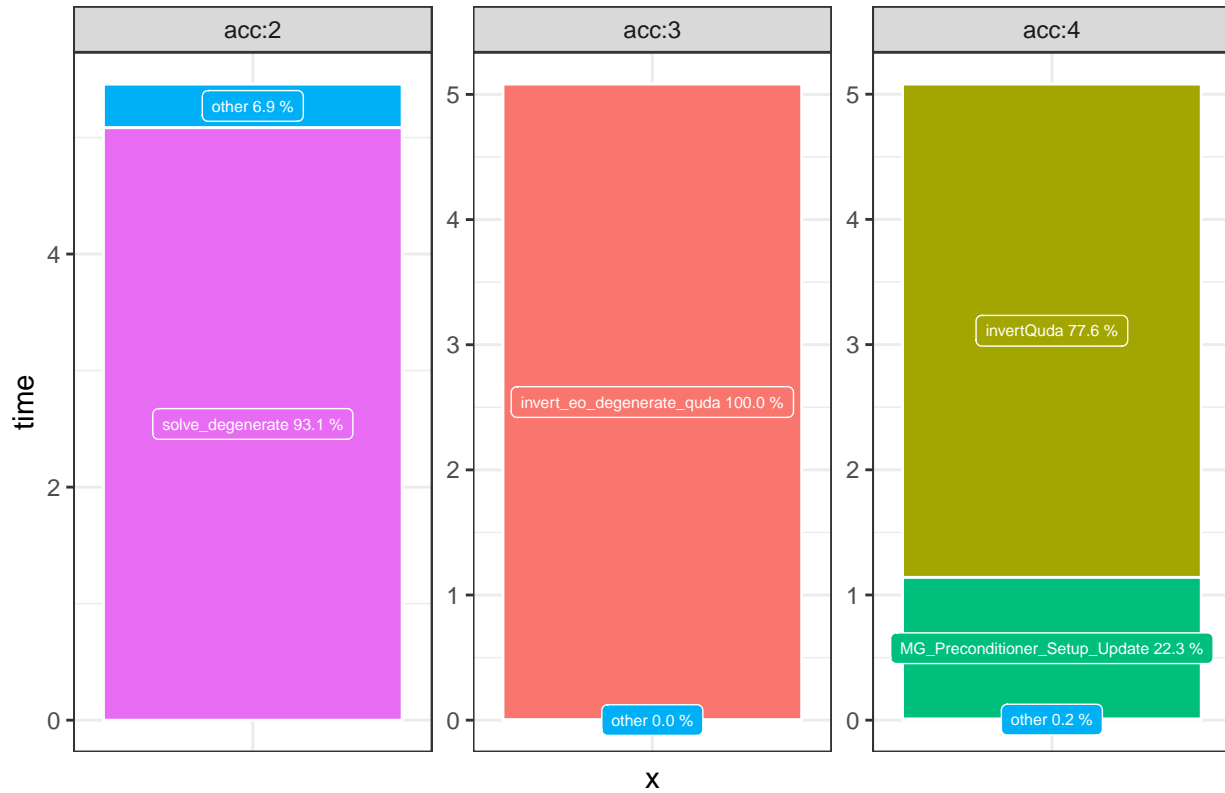 acc:2
acc:3
acc:4
time
4
2
0
other 6.9 %
solve_degenerate 93.1 %
5
4
3
2
1
0
invert_eo_degenerate_quda 100.0 %
other 0.0 %
5
4
3
2
1
0
invertQuda 77.6 %
MG_Preconditioner_Setup_Update 22.3 %
other 0.2 %
x